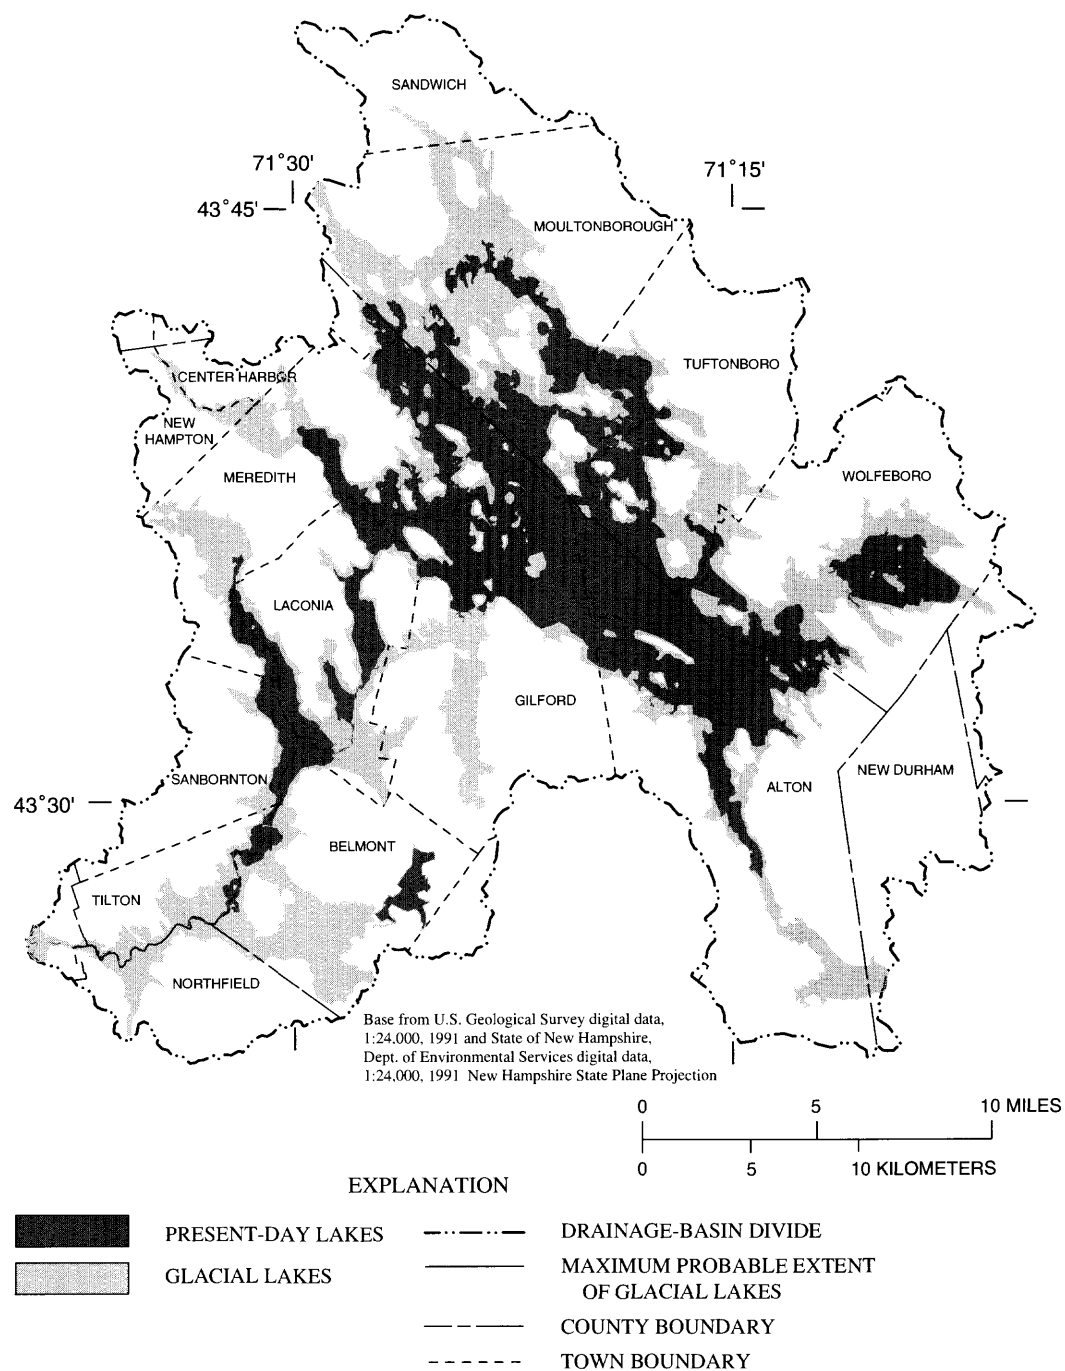 SANDWICH
71°30'
71°15'
43°45'
MOULTONBOROUGH
TUFTONBORO
CENTER HARBOR
NEW
HAMPTON
MEREDITH
WOLFEBORO
LACONIA
GILFORD
SANBORNTON
NEW DURHAM
ALTON
43°30'
BELMONT
TILTON
NORTHFIELD
Base from U.S. Geological Survey digital data,
1:24.000, 1991 and State of New Hampshire,
Dept. of Environmental Services digital data,
1:24,000, 1991 New Hampshire State Plane Projection
0 5 10 MILES
0 5 10 KILOMETERS
EXPLANATION
PRESENT-DAY LAKES
GLACIAL LAKES
DRAINAGE-BASIN DIVIDE
MAXIMUM PROBABLE EXTENT
OF GLACIAL LAKES
COUNTY BOUNDARY
TOWN BOUNDARY